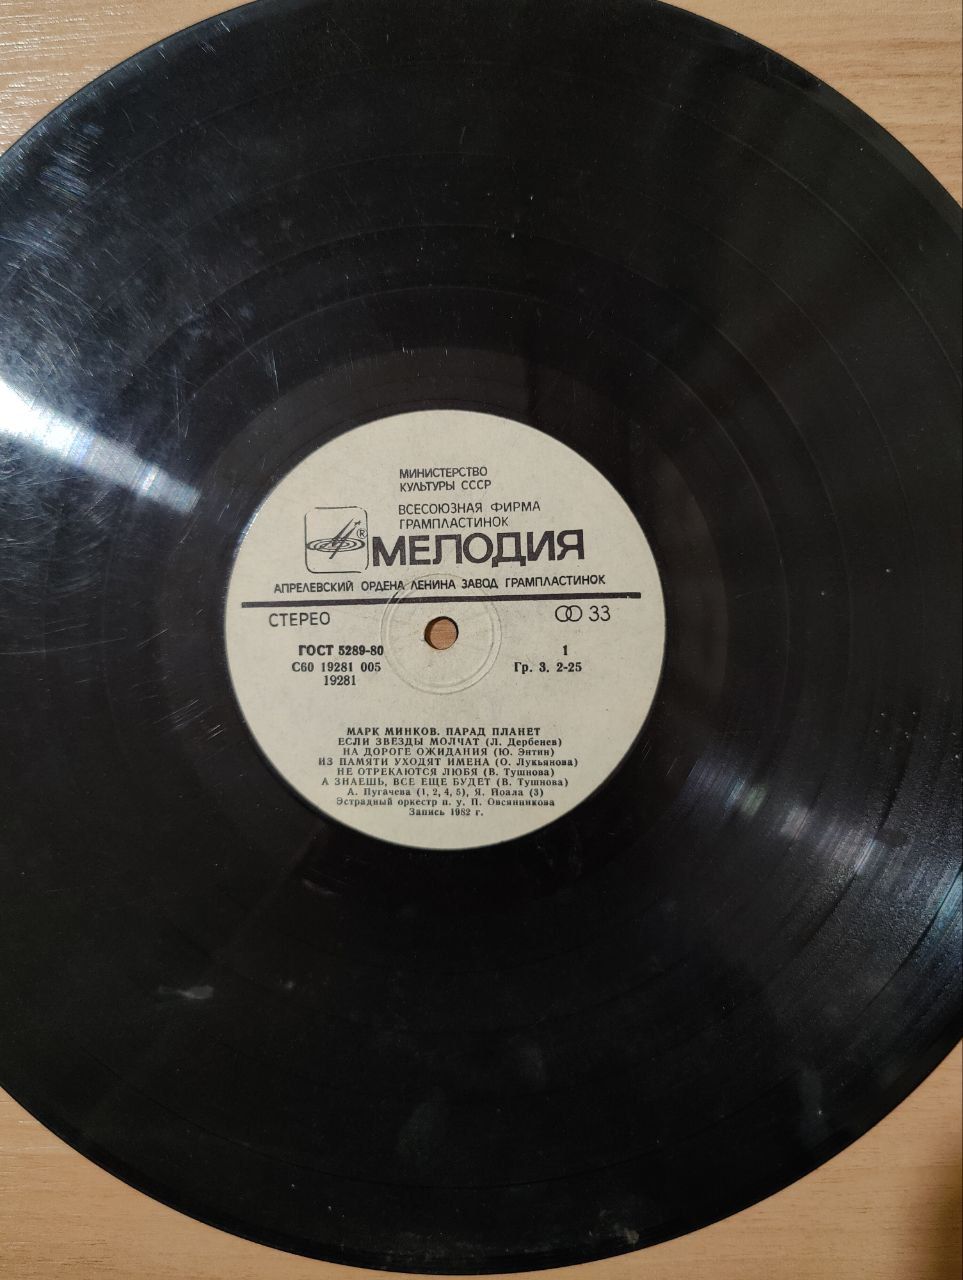 МИНИСТЕРСТВО
КУЛЬТУРЫ СССР
ВСЕСОЮЗНАЯ ФИРМА
ГРАМПЛАСТИНОК
® МЕЛОДИЯ
АПРЕЛЕВСКИЙ ОРДЕНА ЛЕНИНА ЗАВОД ГРАМПЛАСТИНОК
СТЕРЕО 33
ГОСТ 5289-80 1
С60 19281 005 Гр. 3. 2-25
19281
МАРК МИНКОВ. ПАРАД ПЛАНЕТ
ЕСЛИ ЗВЕЗДЫ МОЛЧАТ (Л. Дербенев)
НА ДОРОГЕ ОЖИДАНИЯ (Ю. Энтин)
ИЗ ПАМЯТИ УХОДЯТ ИМЕНА (О. Лукьянова)
НЕ ОТРЕКАЮТСЯ ЛЮБЯ (В. Тушнова)
А ЗНАЕШЬ, ВСЕ ЕЩЕ БУДЕТ (В. Тушнова)
А. Пугачева (1, 2, 4, 5), Я. Йоала (3)
Эстрадный оркестр п. у. П. Овсянникова
Запись 1982 г.